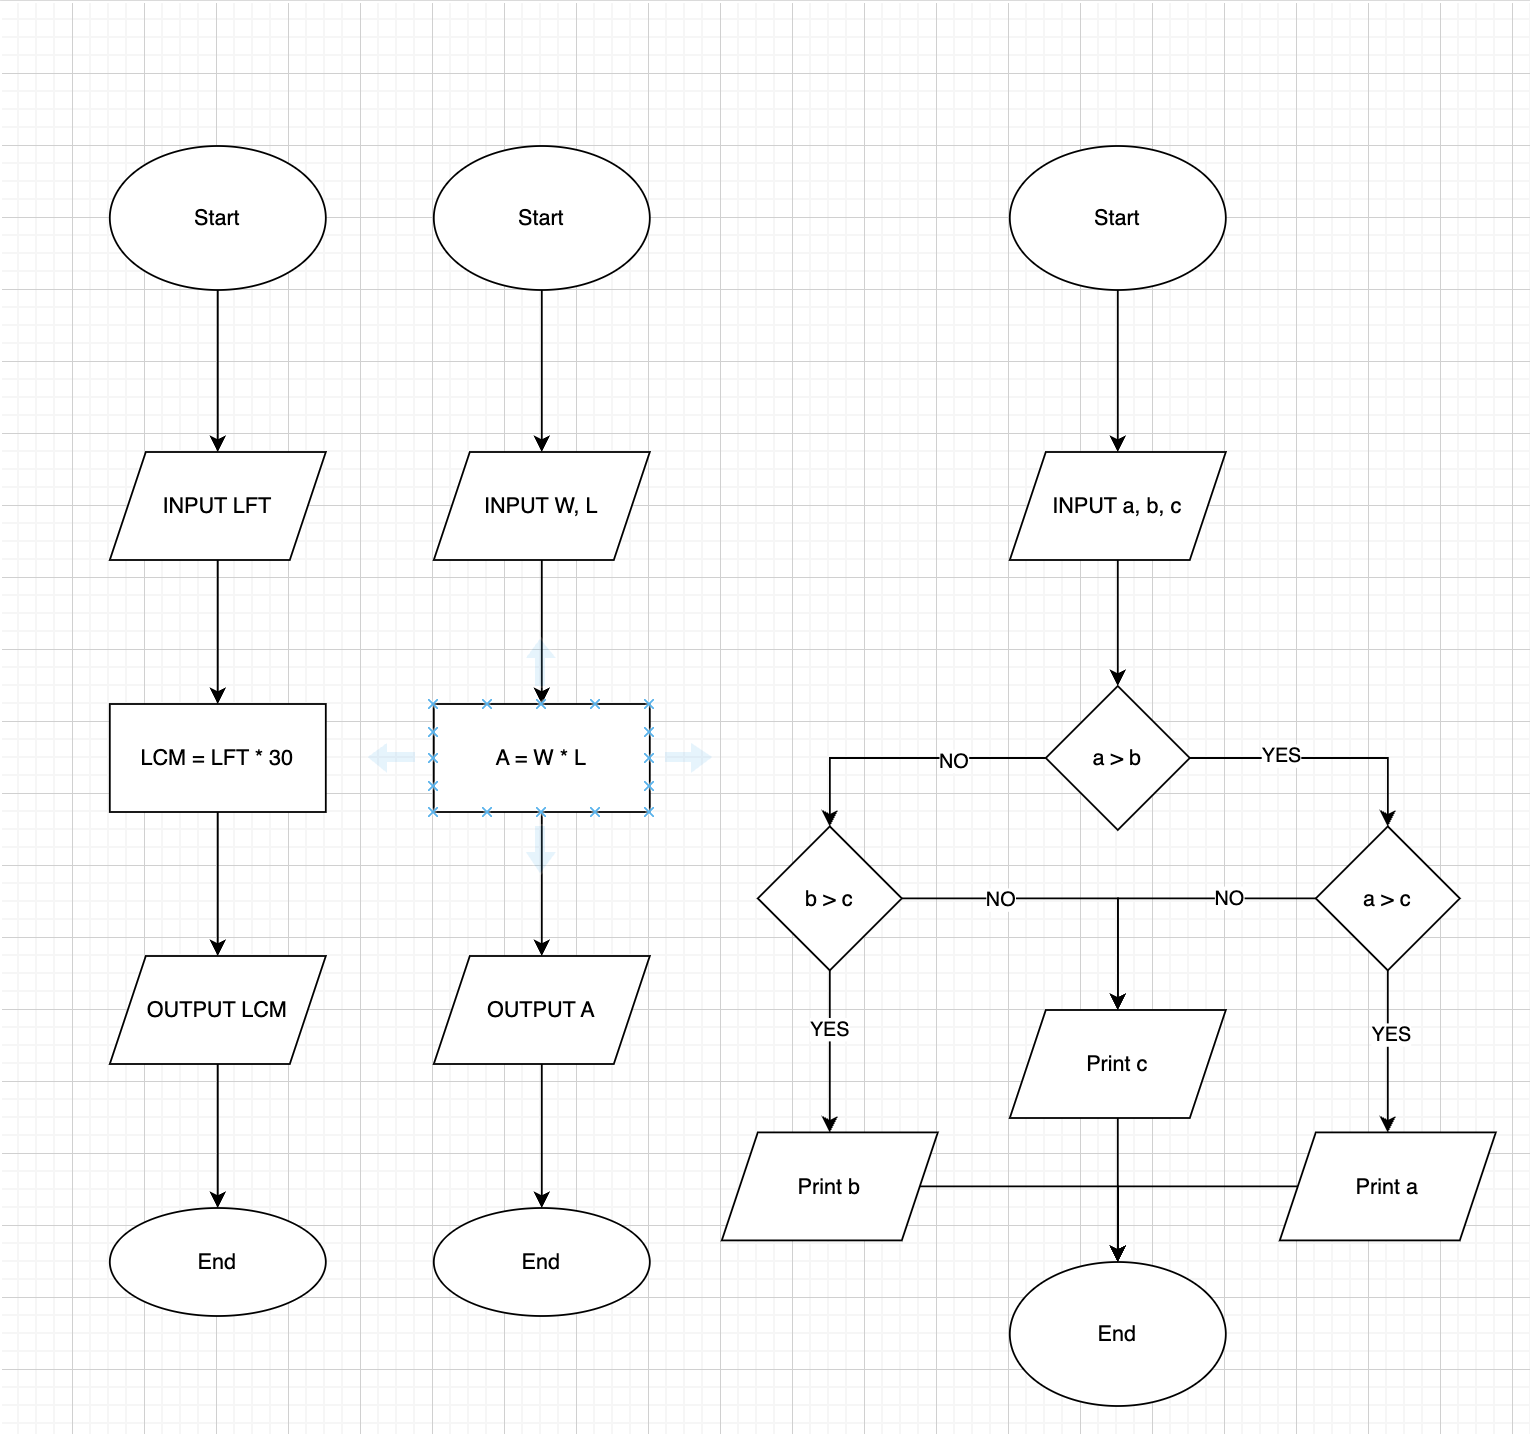 Start
INPUT LFT
LCM = LFT * 30
OUTPUT LCM
End
Start
INPUT W, L
A = W * L
OUTPUT A
End
Start
INPUT a, b, c
a > b
NO
YES
b > c
NO
NO
a > c
YES
YES
Print c
Print b
Print a
End